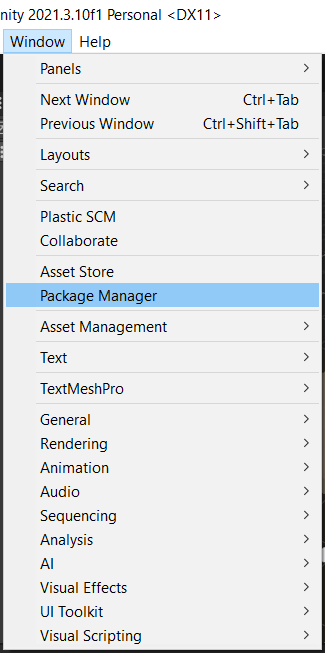 nity 2021.3.10f1 Personal <DX11>
Window Help
Panels
Next Window Ctrl+Tab
Previous Window Ctrl+Shift+Tab
Layouts
Search
Plastic SCM
Collaborate
Asset Store
Package Manager
Asset Management
Text
TextMeshPro
General
Rendering
Animation
Audio
Sequencing
Analysis
AI
Visual Effects
UI Toolkit
Visual Scripting